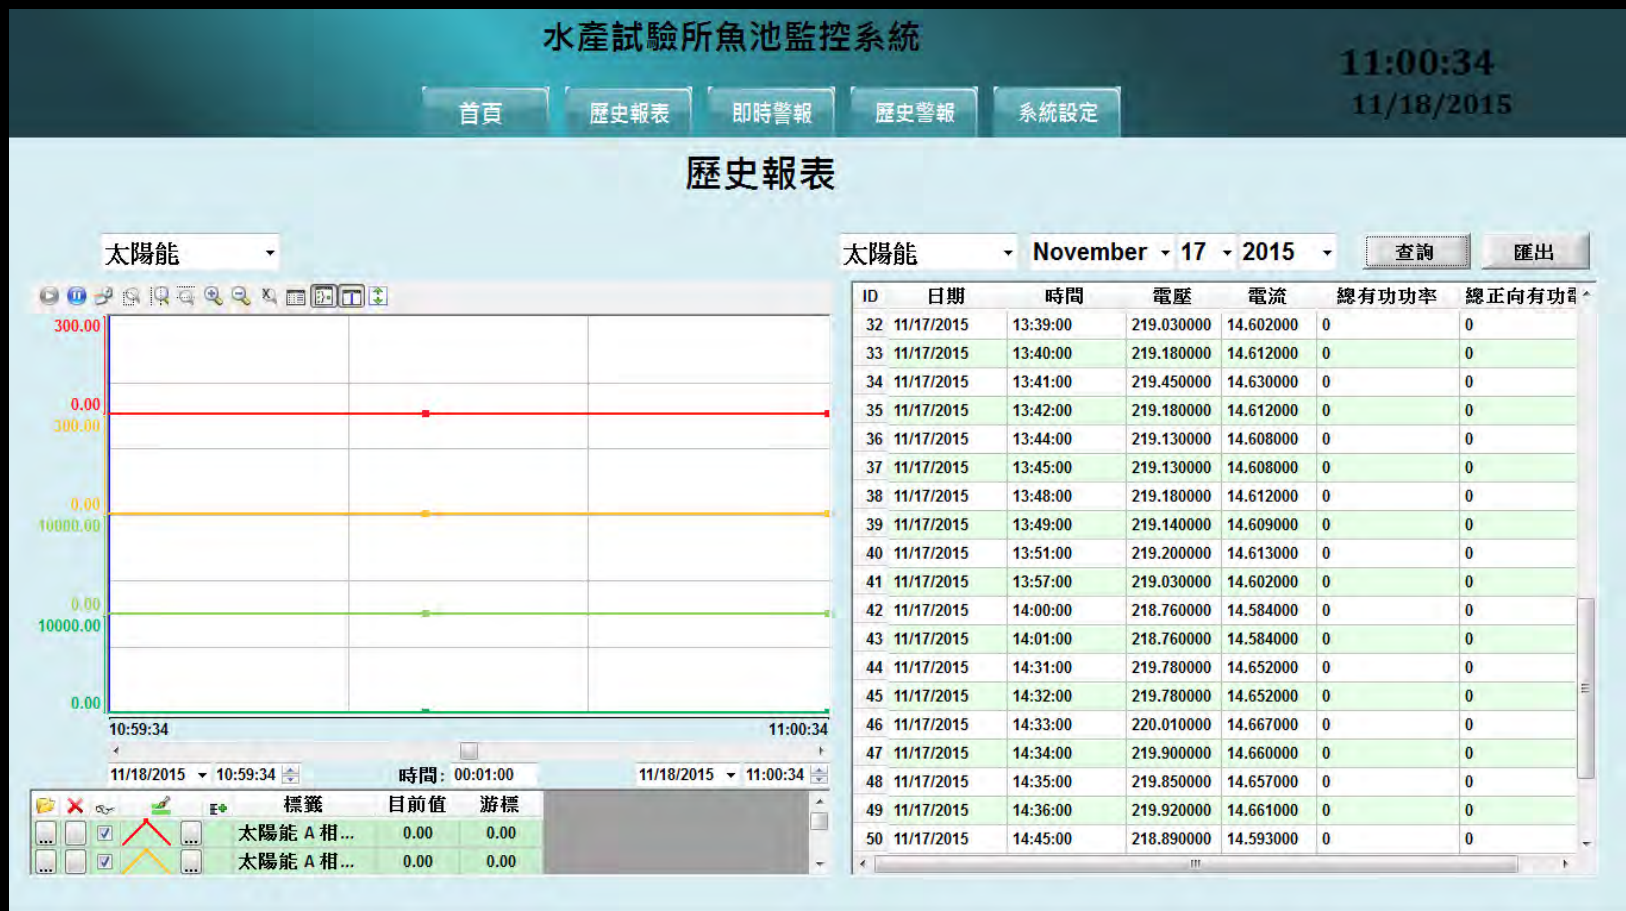 水產試驗所魚池監控系統
11:00:34
11/18/2015
首頁 歷史報表 即時警報 歷史警報 系統設定
歷史報表
太陽能
300.00
0.00
300.00
0.00
10000.00
0.00
10000.00
0.00
10:59:34 11:00:34
11/18/2015 10:59:34 時間: 00:01:00 11/18/2015 11:00:34
標籤 目前值 游標
... ... 太陽能 A 相... 0.00 0.00
... ... 太陽能 A 相... 0.00 0.00
太陽能 November 17 2015 查詢 匯出
ID 日期 時間 電壓 電流 總有功功率 總正向有功
32 11/17/2015 13:39:00 219.030000 14.602000 0 0
33 11/17/2015 13:40:00 219.180000 14.612000 0 0
34 11/17/2015 13:41:00 219.450000 14.630000 0 0
35 11/17/2015 13:42:00 219.180000 14.612000 0 0
36 11/17/2015 13:44:00 219.130000 14.608000 0 0
37 11/17/2015 13:45:00 219.130000 14.608000 0 0
38 11/17/2015 13:48:00 219.180000 14.612000 0 0
39 11/17/2015 13:49:00 219.140000 14.609000 0 0
40 11/17/2015 13:51:00 219.200000 14.613000 0 0
41 11/17/2015 13:57:00 219.030000 14.602000 0 0
42 11/17/2015 14:00:00 218.760000 14.584000 0 0
43 11/17/2015 14:01:00 218.760000 14.584000 0 0
44 11/17/2015 14:31:00 219.780000 14.652000 0 0
45 11/17/2015 14:32:00 219.780000 14.652000 0 0
46 11/17/2015 14:33:00 220.010000 14.667000 0 0
47 11/17/2015 14:34:00 219.900000 14.660000 0 0
48 11/17/2015 14:35:00 219.850000 14.657000 0 0
49 11/17/2015 14:36:00 219.920000 14.661000 0 0
50 11/17/2015 14:45:00 218.890000 14.593000 0 0